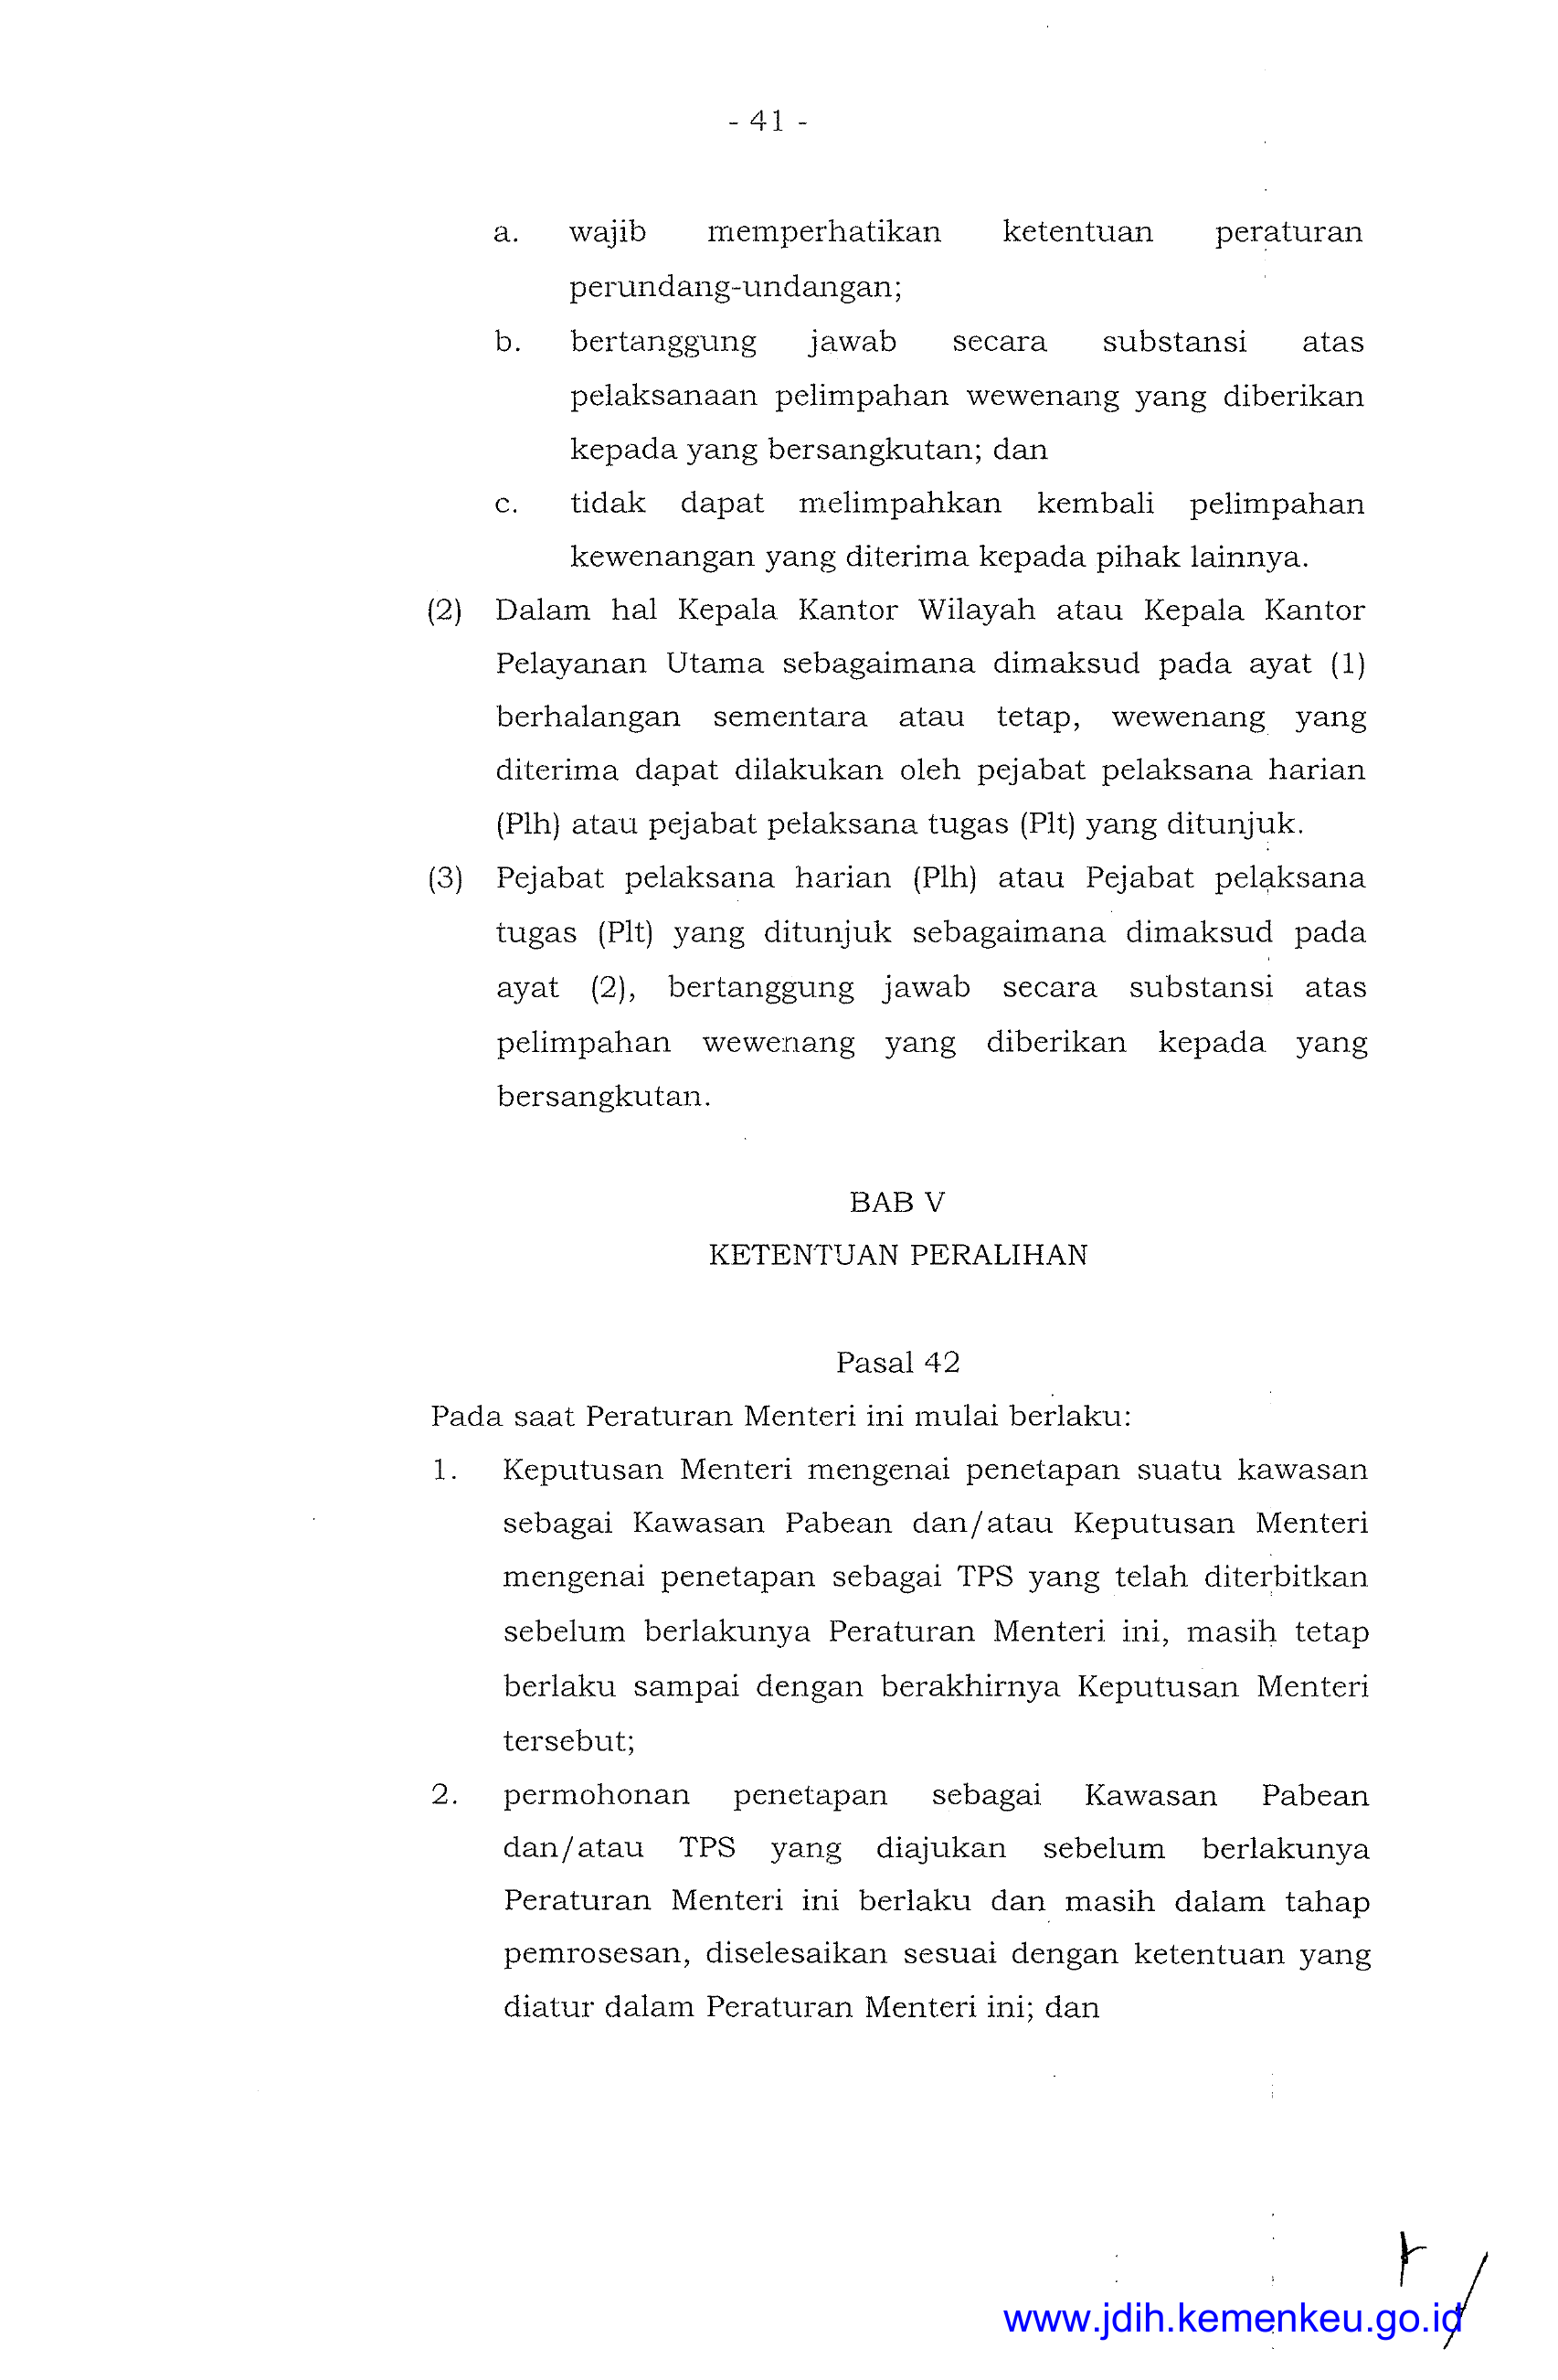 - 41 -
a. wajib memperhatikan ketentuan peraturan
perundang-undangan;
b. bertanggung jawab secara substansi atas
pelaksanaan pelimpahan wewenang yang diberikan
kepada yang bersangkutan; dan
c. tidak dapat melimpahkan kembali pelimpahan
kewenangan yang diterima kepada pihak lainnya.
(2) Dalam hal Kepala Kantor Wilayah atau Kepala Kantor
Pelayanan Utama sebagaimana dimaksud pada ayat (1)
berhalangan sementara atau tetap, wewenang yang
diterima dapat dilakukan oleh pejabat pelaksana harian
(Plh) atau pejabat pelaksana tugas (Plt) yang ditunjuk.
(3) Pejabat pelaksana harian (Plh) atau Pejabat pelaksana
tugas (Plt) yang ditunjuk sebagaimana dimaksud pada
ayat (2), bertanggung jawab secara substansi atas
pelimpahan wewenang yang diberikan kepada yang
bersangkutan.
BAB V
KETENTUAN PERALIHAN
Pasal 42
Pada saat Peraturan Menteri ini mulai berlaku:
1. Keputusan Menteri mengenai penetapan suatu kawasan
sebagai Kawasan Pabean dan/atau Keputusan Menteri
mengenai penetapan sebagai TPS yang telah diterbitkan
sebelum berlakunya Peraturan Menteri ini, masih tetap
berlaku sampai dengan berakhirnya Keputusan Menteri
tersebut;
2. permohonan penetapan sebagai Kawasan Pabean
dan/atau TPS yang diajukan sebelum berlakunya
Peraturan Menteri ini berlaku dan masih dalam tahap
pemrosesan, diselesaikan sesuai dengan ketentuan yang
diatur dalam Peraturan Menteri ini; dan
www.jdih.kemenkeu.go.id